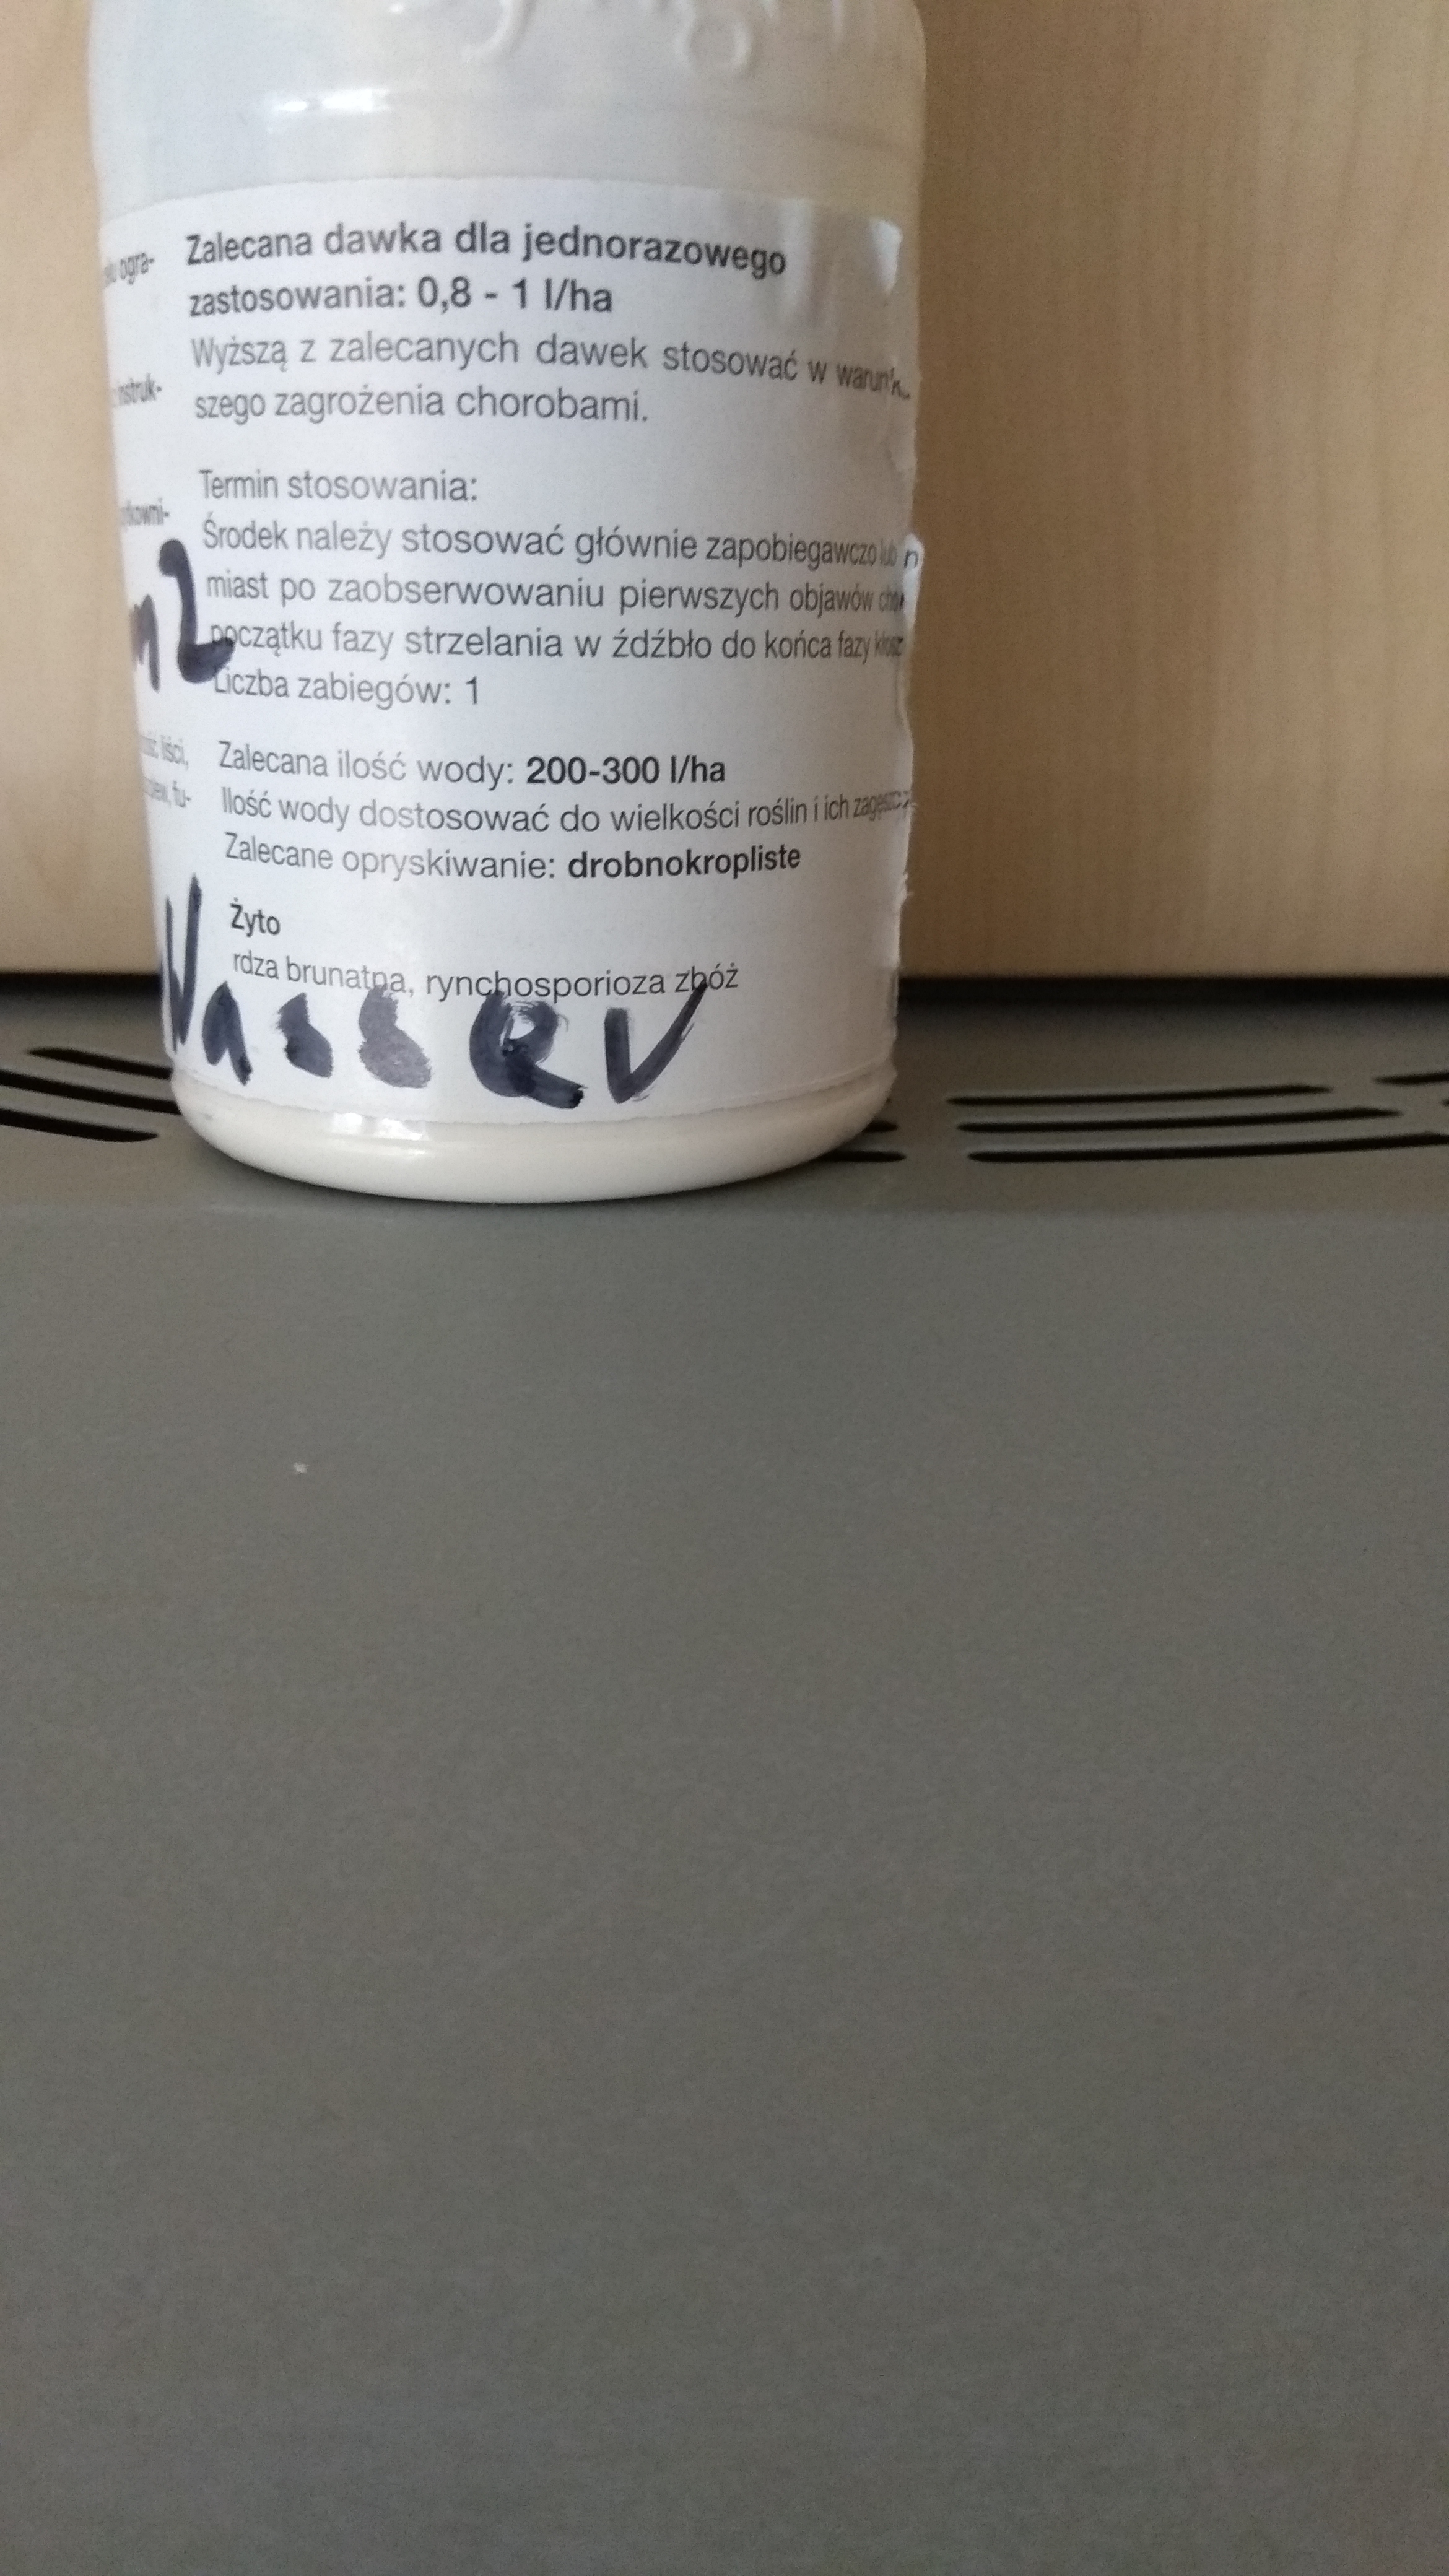 Zalecana dawka dla jednorazowego
zastosowania: 0,8 - 1 l/ha
Wyższą z zalecanych dawek stosować w
szego zagrożenia chorobami.
Termin stosowania:
Środek należy stosować głównie zapobiegawczo lub
miast po zaobserwowaniu pierwszych objawów
początku fazy strzelania w źdźbło do końca fazy
Liczba zabiegów: 1
Zalecana ilość wody: 200-300 l/ha
Ilość wody dostosować do wielkości roślin i ich
Zalecane opryskiwanie: drobnokropliste
Żyto
rdza brunatna, rynchosporioza zbóż
Wasser